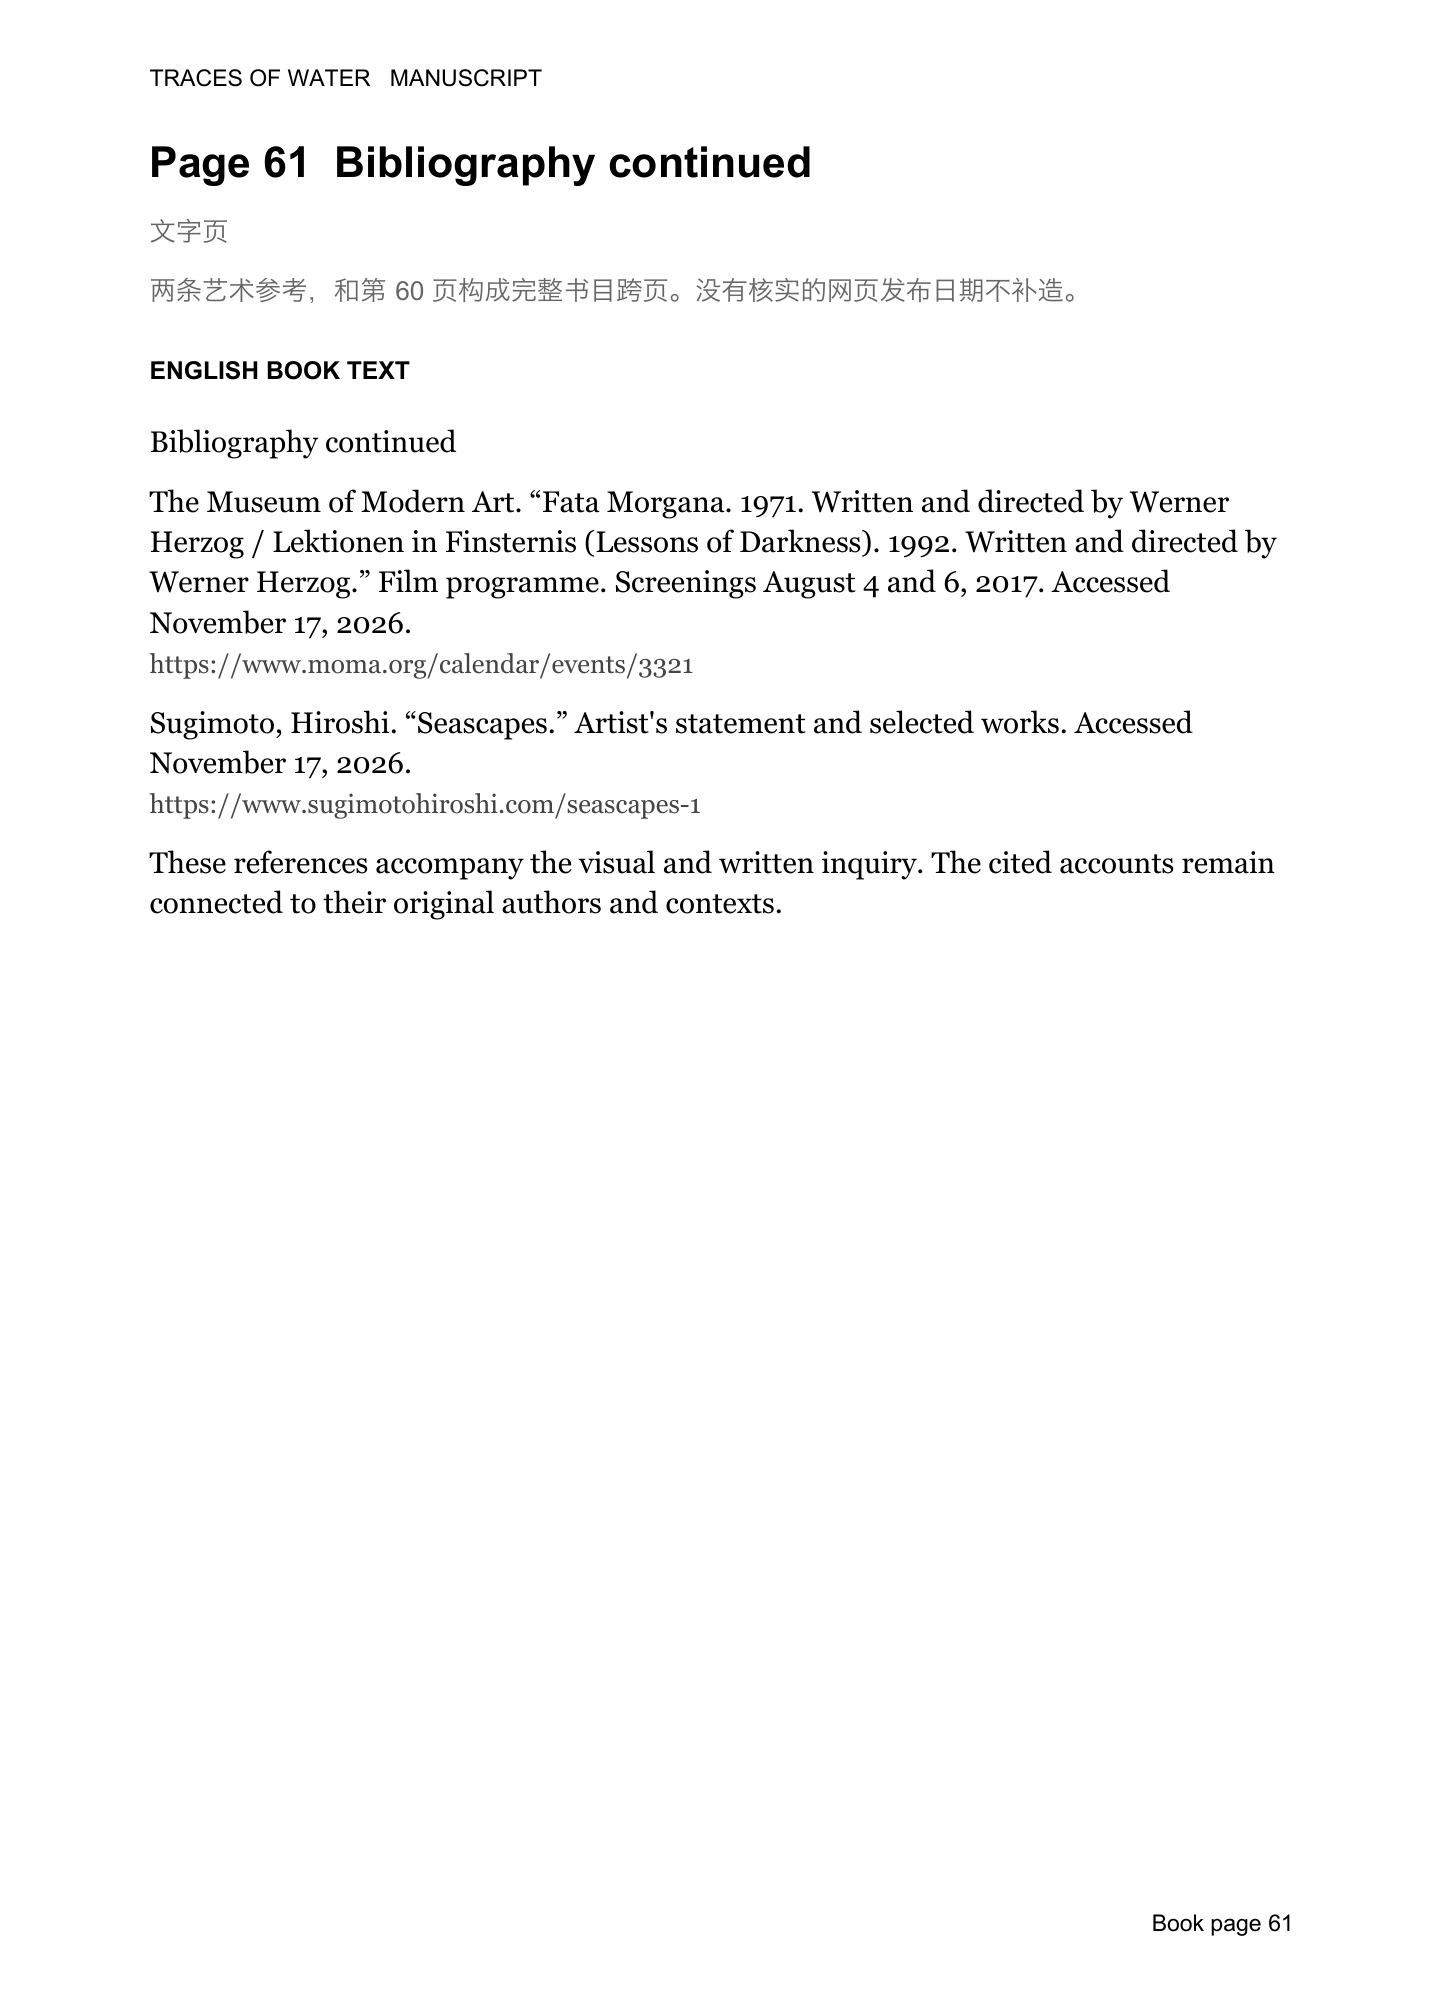 TRACES OF WATER   MANUSCRIPT
Page 61  Bibliography continued
文字页
两条艺术参考，和第 60 页构成完整书目跨页。没有核实的网页发布日期不补造。
ENGLISH BOOK TEXT
Bibliography continued
The Museum of Modern Art. “Fata Morgana. 1971. Written and directed by Werner
Herzog / Lektionen in Finsternis (Lessons of Darkness). 1992. Written and directed by
Werner Herzog.” Film programme. Screenings August 4 and 6, 2017. Accessed
November 17, 2026.
https://www.moma.org/calendar/events/3321
Sugimoto, Hiroshi. “Seascapes.” Artist's statement and selected works. Accessed
November 17, 2026.
https://www.sugimotohiroshi.com/seascapes-1
These references accompany the visual and written inquiry. The cited accounts remain
connected to their original authors and contexts.
Book page 61